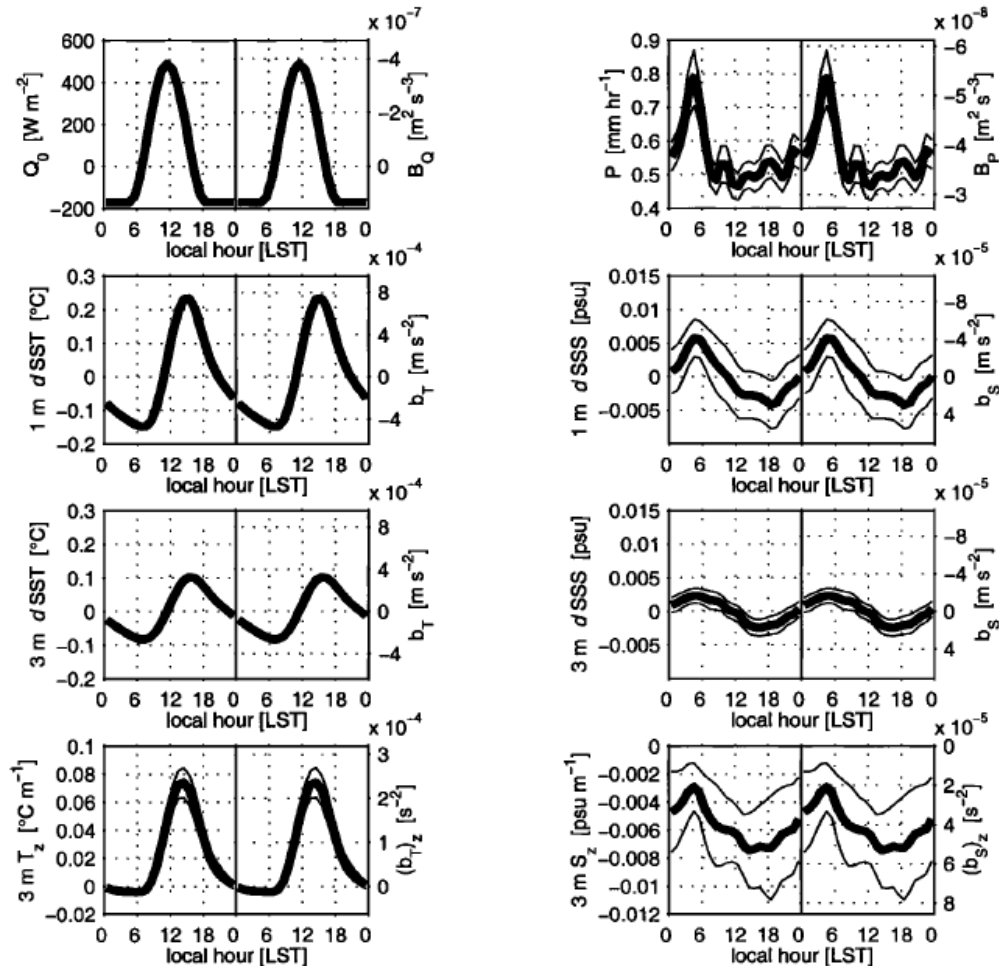 x 10⁻⁷
600
400
200
0
−200
Q₀ [W m⁻²]
−4
−2
0
B_Q [m² s⁻³]
0 6 12 18 0 6 12 18 0
local hour [LST]
x 10⁻⁸
0.9
0.8
0.7
0.6
0.5
0.4
P [mm hr⁻¹]
−6
−5
−4
−3
B_P [m² s⁻³]
0 6 12 18 0 6 12 18 0
local hour [LST]
x 10⁻⁴
0.3
0.2
0.1
0
−0.1
−0.2
1 m d SST [°C]
8
4
0
−4
b_T [m s⁻²]
0 6 12 18 0 6 12 18 0
local hour [LST]
x 10⁻⁵
0.015
0.01
0.005
0
−0.005
1 m d SSS [psu]
−8
−4
0
4
b_S [m s⁻²]
0 6 12 18 0 6 12 18 0
local hour [LST]
x 10⁻⁴
0.3
0.2
0.1
0
−0.1
−0.2
3 m d SST [°C]
8
4
0
−4
b_T [m s⁻²]
0 6 12 18 0 6 12 18 0
local hour [LST]
x 10⁻⁵
0.015
0.01
0.005
0
−0.005
3 m d SSS [psu]
−8
−4
0
4
b_S [m s⁻²]
0 6 12 18 0 6 12 18 0
local hour [LST]
x 10⁻⁴
0.1
0.08
0.06
0.04
0.02
0
−0.02
3 m T_z [°C m⁻¹]
3
2
1
0
(b_T)_z [s⁻²]
0 6 12 18 0 6 12 18 0
local hour [LST]
x 10⁻⁵
0
−0.002
−0.004
−0.006
−0.008
−0.01
−0.012
3 m S_z [psu m⁻¹]
0
2
4
6
8
(b_S)_z [s⁻²]
0 6 12 18 0 6 12 18 0
local hour [LST]